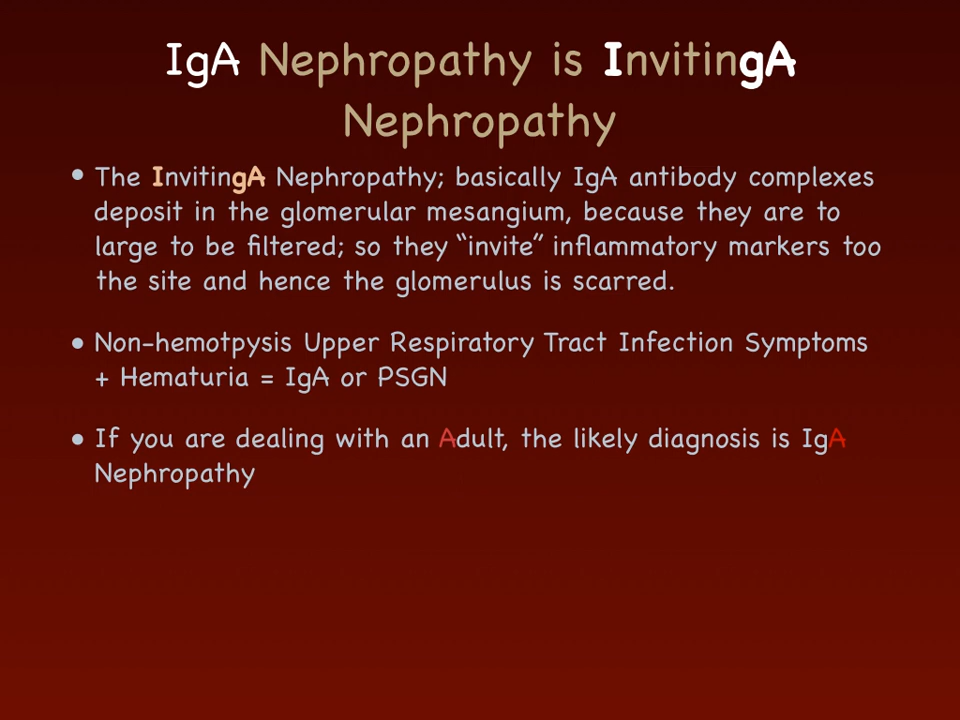 IgA Nephropathy is InvitingA
Nephropathy
• The InvitingA Nephropathy; basically IgA antibody complexes
deposit in the glomerular mesangium, because they are to
large to be filtered; so they “invite” inflammatory markers too
the site and hence the glomerulus is scarred.
• Non-hemotpysis Upper Respiratory Tract Infection Symptoms
+ Hematuria = IgA or PSGN
• If you are dealing with an Adult, the likely diagnosis is IgA
Nephropathy